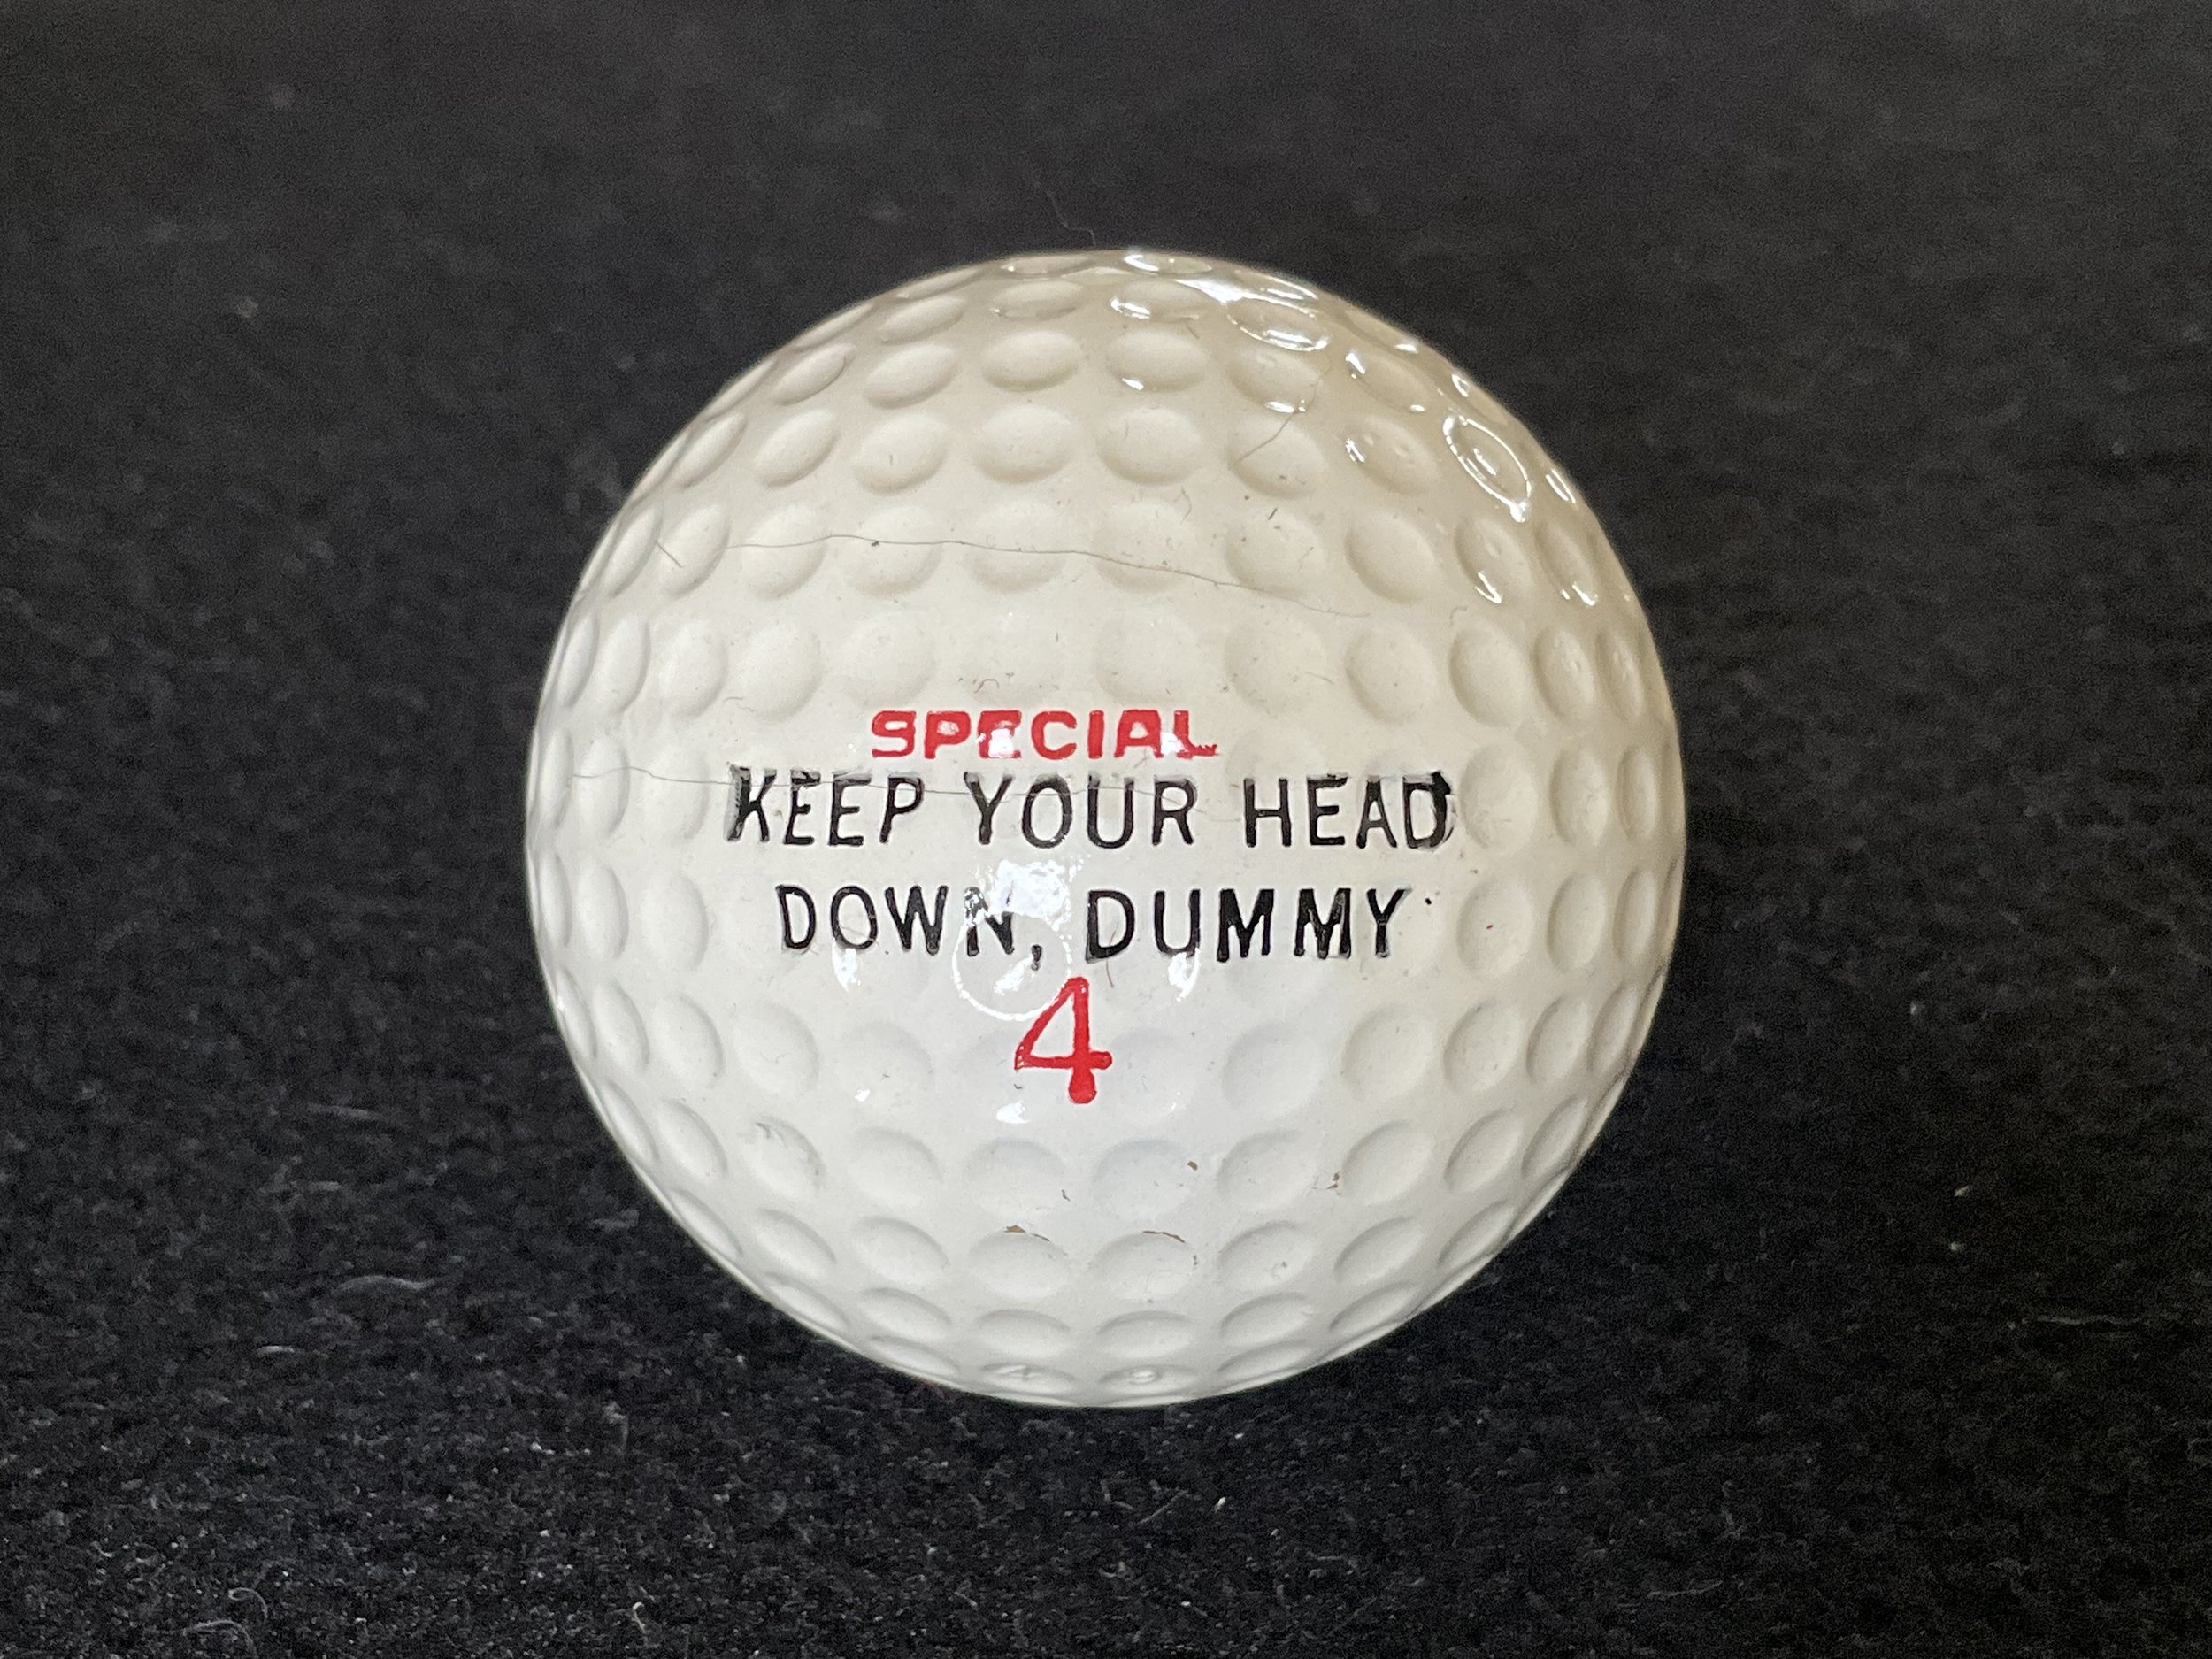 SPECIAL
KEEP YOUR HEAD
DOWN, DUMMY
4